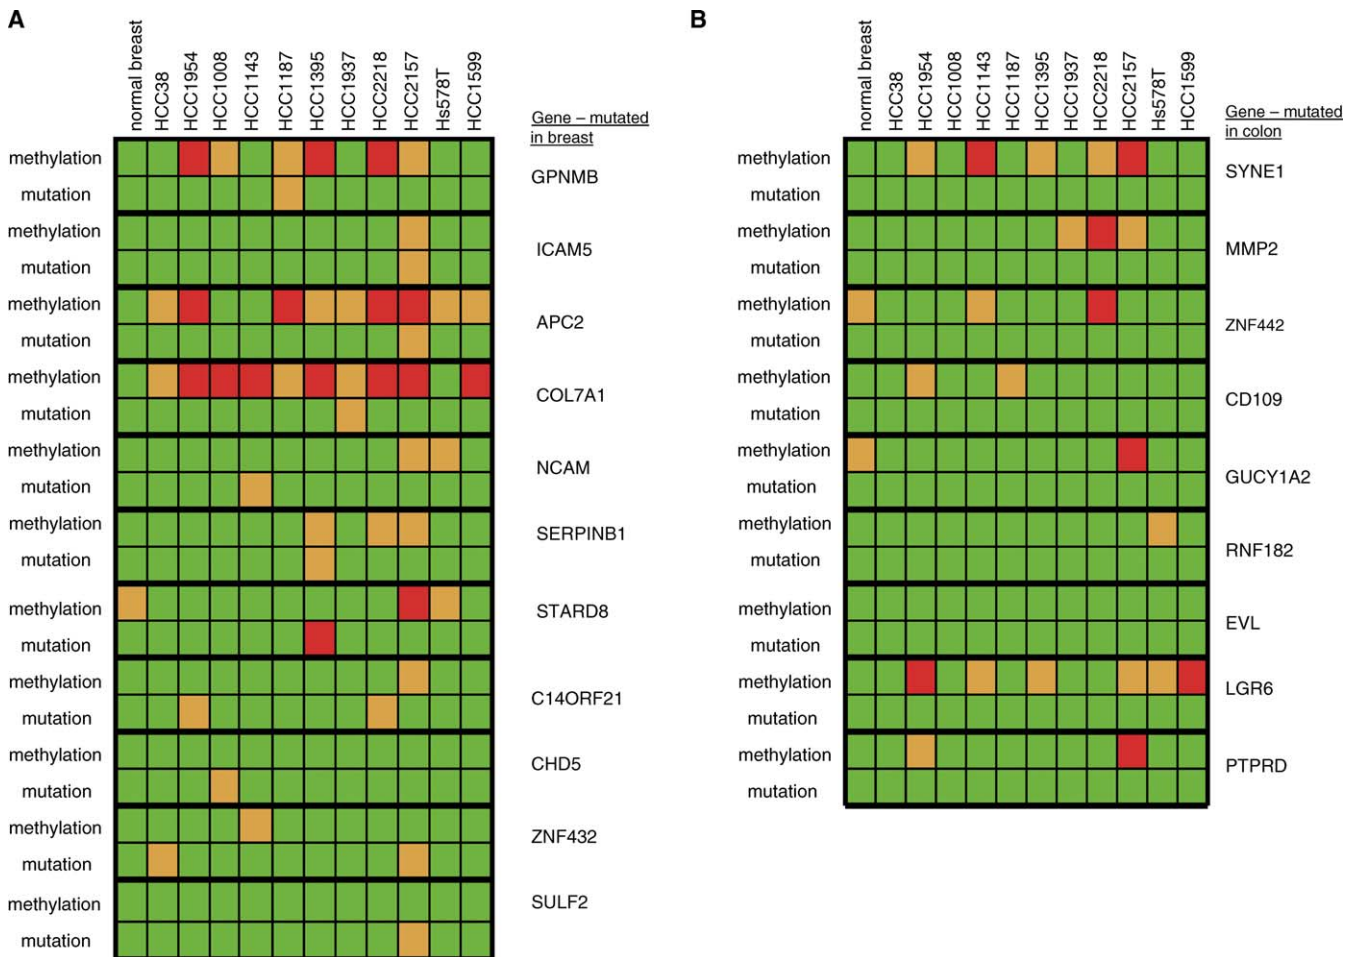 A
normal breast
HCC38
HCC1954
HCC1008
HCC1143
HCC1187
HCC1395
HCC1937
HCC2218
HCC2157
Hs578T
HCC1599
Gene – mutated
in breast
methylation
mutation
GPNMB
methylation
mutation
ICAM5
methylation
mutation
APC2
methylation
mutation
COL7A1
methylation
mutation
NCAM
methylation
mutation
SERPINB1
methylation
mutation
STARD8
methylation
mutation
C14ORF21
methylation
mutation
CHD5
methylation
mutation
ZNF432
methylation
mutation
SULF2
B
normal breast
HCC38
HCC1954
HCC1008
HCC1143
HCC1187
HCC1395
HCC1937
HCC2218
HCC2157
Hs578T
HCC1599
Gene – mutated
in colon
methylation
mutation
SYNE1
methylation
mutation
MMP2
methylation
mutation
ZNF442
methylation
mutation
CD109
methylation
mutation
GUCY1A2
methylation
mutation
RNF182
methylation
mutation
EVL
methylation
mutation
LGR6
methylation
mutation
PTPRD